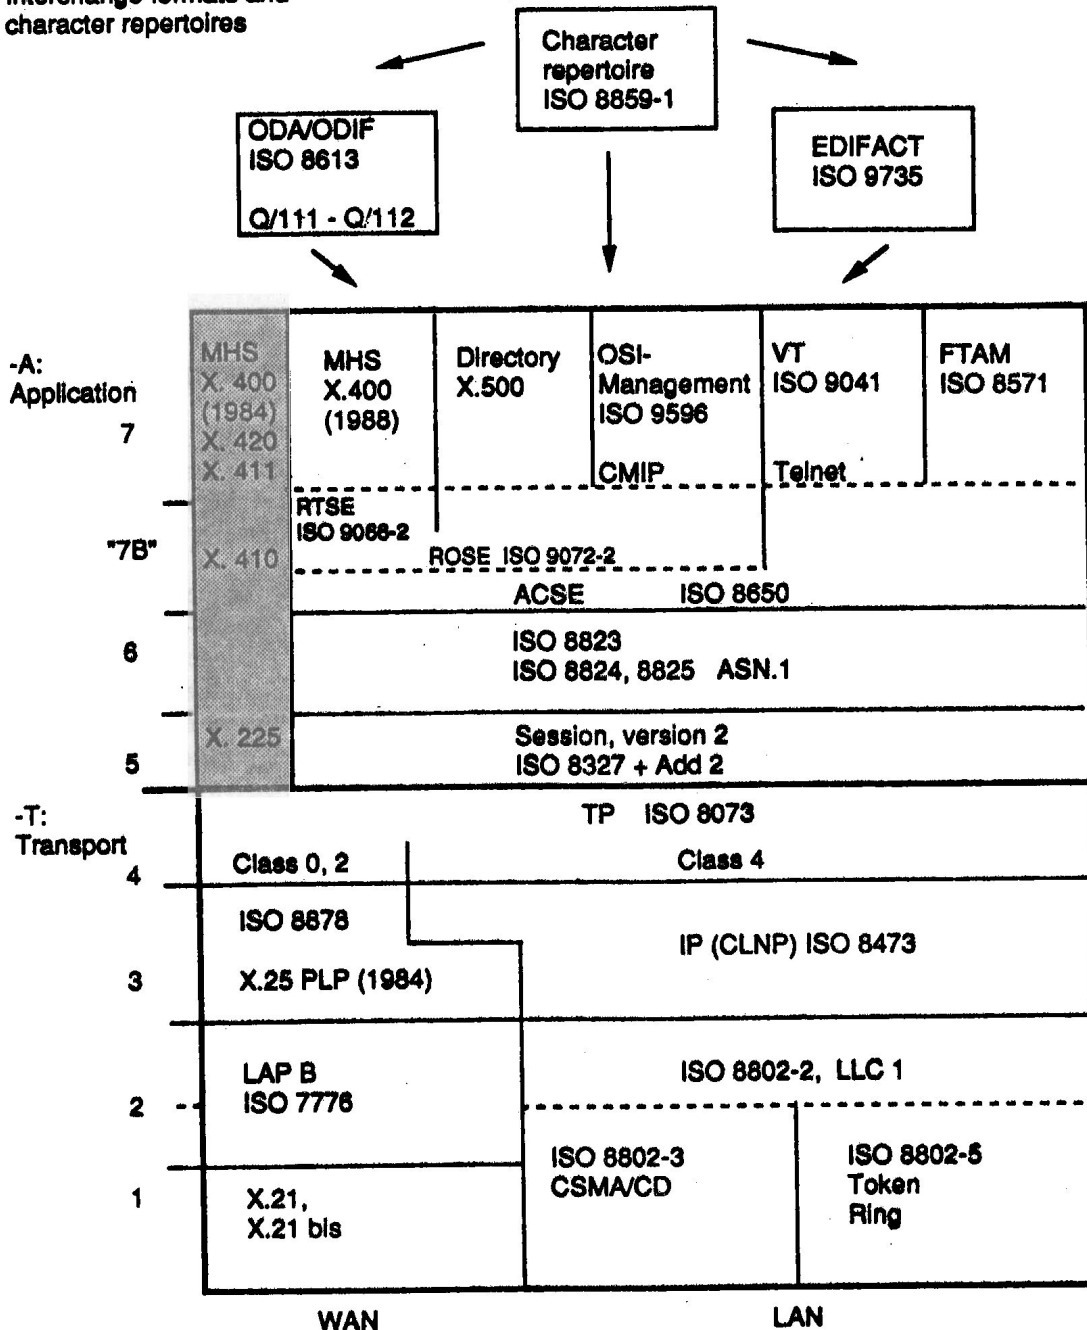 character repertoires
Character
repertoire
ISO 8859-1
ODA/ODIF
ISO 8613
Q/111 - Q/112
EDIFACT
ISO 9735
-A:
Application
7
MHS
X. 400
(1984)
X. 420
X. 411
MHS
X.400
(1988)
Directory
X.500
OSI-
Management
ISO 9596
CMIP
VT
ISO 9041
Telnet
FTAM
ISO 8571
"7B"
X. 410
RTSE
ISO 9066-2
ROSE ISO 9072-2
ACSE ISO 8650
6
ISO 8823
ISO 8824, 8825 ASN.1
5
X. 225
Session, version 2
ISO 8327 + Add 2
-T:
Transport
4
TP ISO 8073
Class 0, 2
Class 4
3
ISO 8878
X.25 PLP (1984)
IP (CLNP) ISO 8473
2
LAP B
ISO 7776
ISO 8802-2, LLC 1
1
X.21,
X.21 bis
ISO 8802-3
CSMA/CD
ISO 8802-5
Token
Ring
WAN
LAN